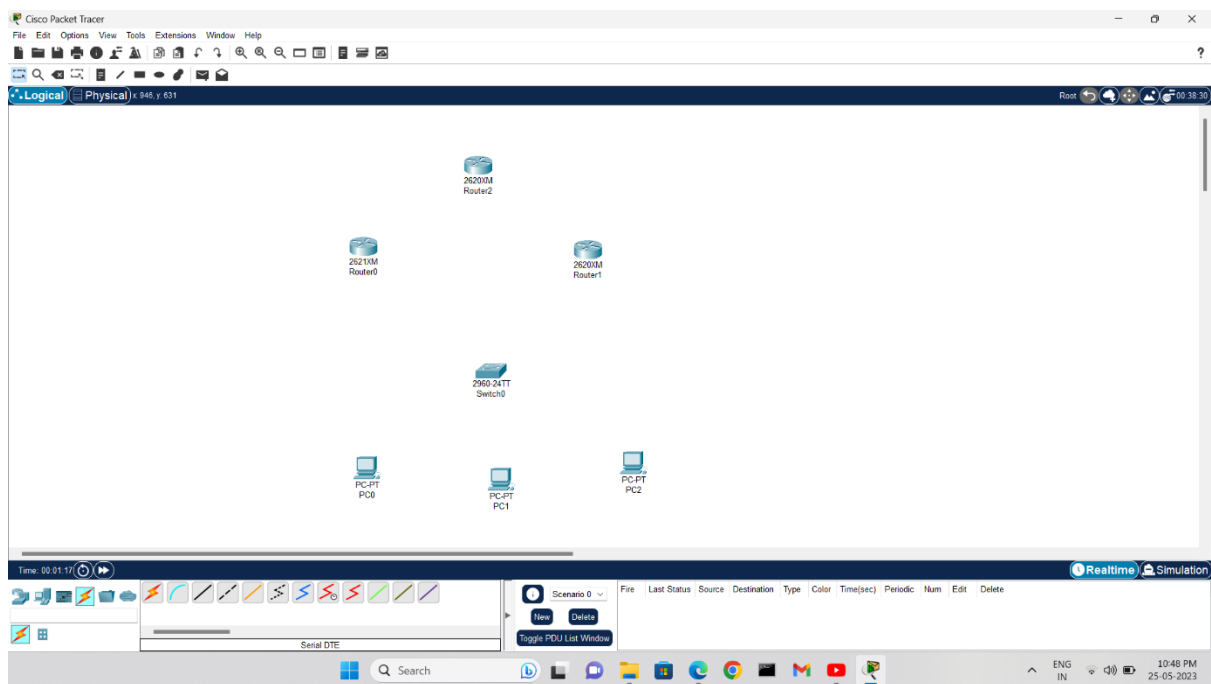 Cisco Packet Tracer
File Edit Options View Tools Extensions Window Help
?
Logical Physical x: 946, y: 631 Root 00:38:30
2620XM
Router2
2621XM
Router0
2620XM
Router1
2960-24TT
Switch0
PC-PT
PC0
PC-PT
PC1
PC-PT
PC2
Time: 00:01:17 Realtime Simulation
Scenario 0
New Delete
Toggle PDU List Window
Fire Last Status Source Destination Type Color Time(sec) Periodic Num Edit Delete
Serial DTE
Search
ENG
IN
10:48 PM
25-05-2023